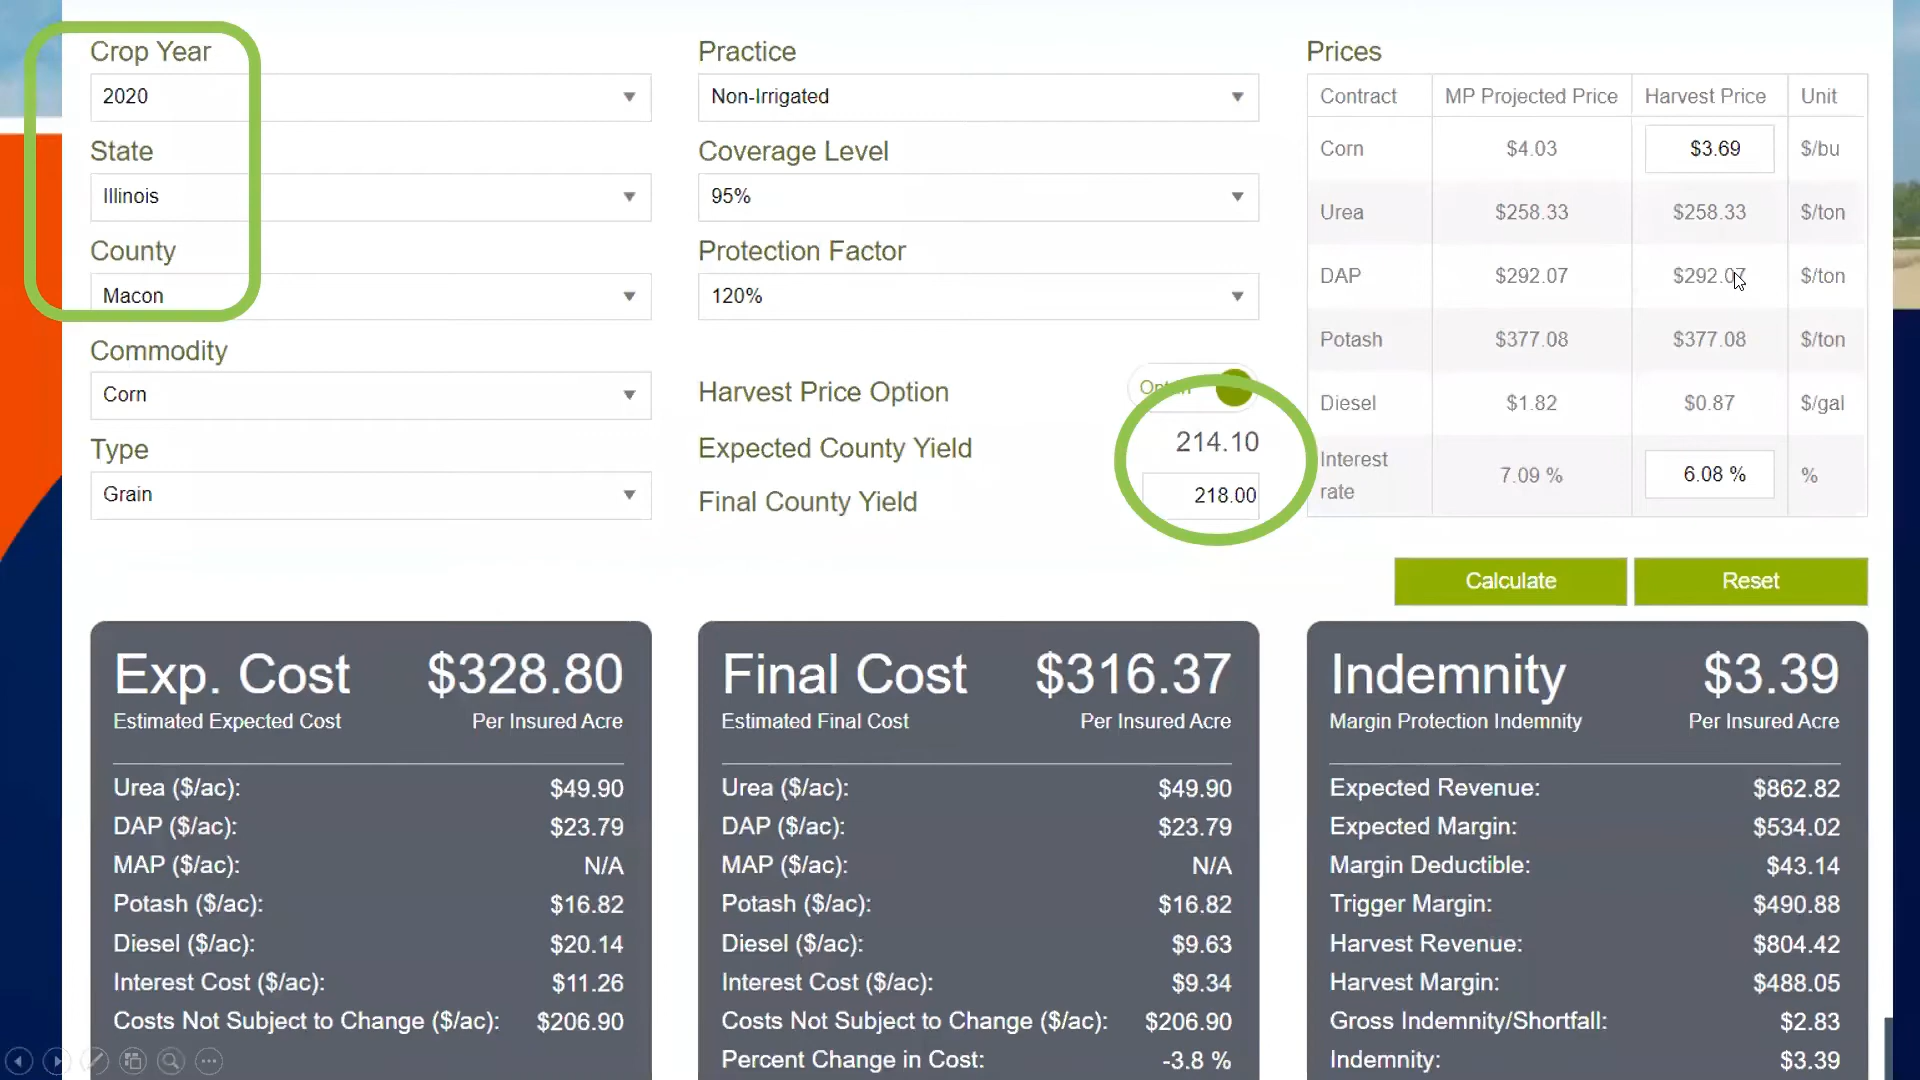 Crop Year
2020
State
Illinois
County
Macon
Commodity
Corn
Type
Grain
Practice
Non-Irrigated
Coverage Level
95%
Protection Factor
120%
Harvest Price Option
Expected County Yield 214.10
Final County Yield 218.00
Prices
Contract MP Projected Price Harvest Price Unit
Corn $4.03 $3.69 $/bu
Urea $258.33 $258.33 $/ton
DAP $292.07 $292.07 $/ton
Potash $377.08 $377.08 $/ton
Diesel $1.82 $0.87 $/gal
Interest rate 7.09 % 6.08 % %
Calculate Reset
Exp. Cost $328.80
Estimated Expected Cost Per Insured Acre
Urea ($/ac): $49.90
DAP ($/ac): $23.79
MAP ($/ac): N/A
Potash ($/ac): $16.82
Diesel ($/ac): $20.14
Interest Cost ($/ac): $11.26
Costs Not Subject to Change ($/ac): $206.90
Final Cost $316.37
Estimated Final Cost Per Insured Acre
Urea ($/ac): $49.90
DAP ($/ac): $23.79
MAP ($/ac): N/A
Potash ($/ac): $16.82
Diesel ($/ac): $9.63
Interest Cost ($/ac): $9.34
Costs Not Subject to Change ($/ac): $206.90
Percent Change in Cost: -3.8 %
Indemnity $3.39
Margin Protection Indemnity Per Insured Acre
Expected Revenue: $862.82
Expected Margin: $534.02
Margin Deductible: $43.14
Trigger Margin: $490.88
Harvest Revenue: $804.42
Harvest Margin: $488.05
Gross Indemnity/Shortfall: $2.83
Indemnity: $3.39